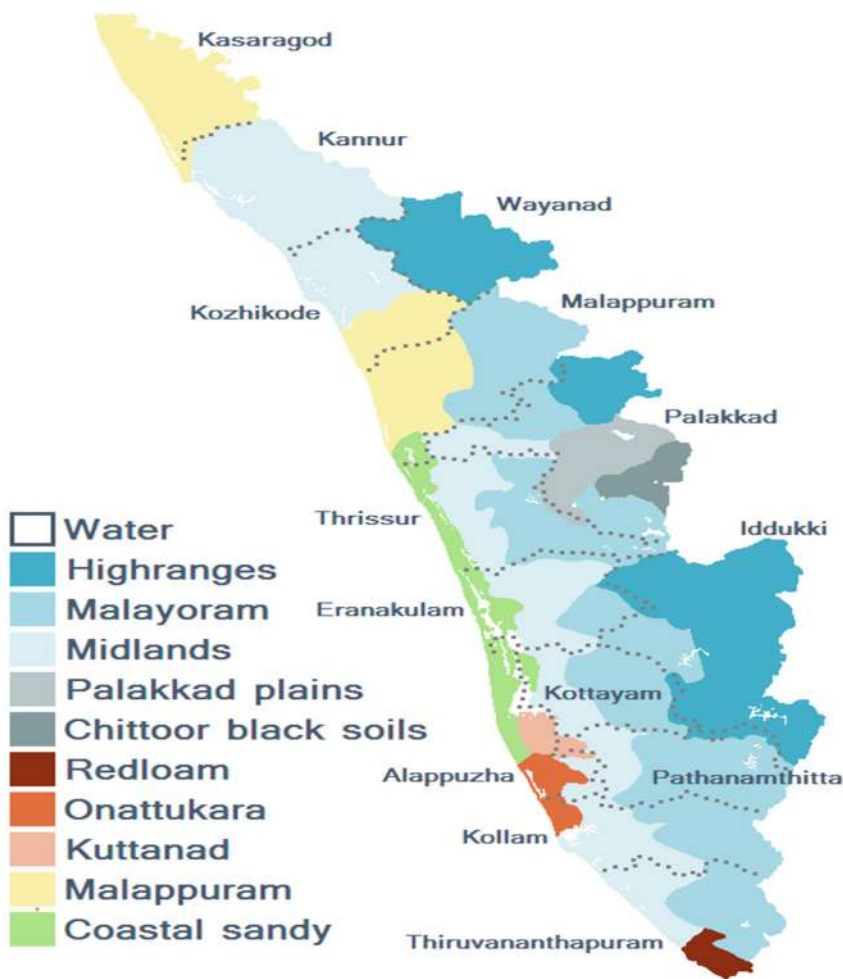 Kasaragod
Kannur
Wayanad
Malappuram
Kozhikode
Palakkad
Thrissur
Iddukki
Eranakulam
Kottayam
Alappuzha
Pathanamthitta
Kollam
Thiruvananthapuram
Water
Highranges
Malayoram
Midlands
Palakkad plains
Chittoor black soils
Redloam
Onattukara
Kuttanad
Malappuram
Coastal sandy